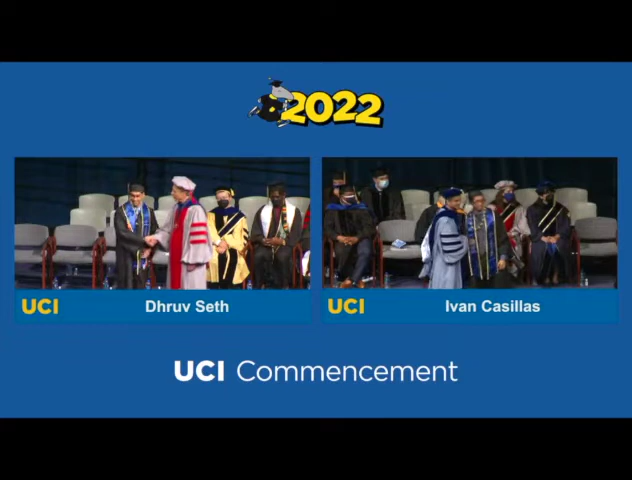 2022
UCI Dhruv Seth
UCI Ivan Casillas
UCI Commencement